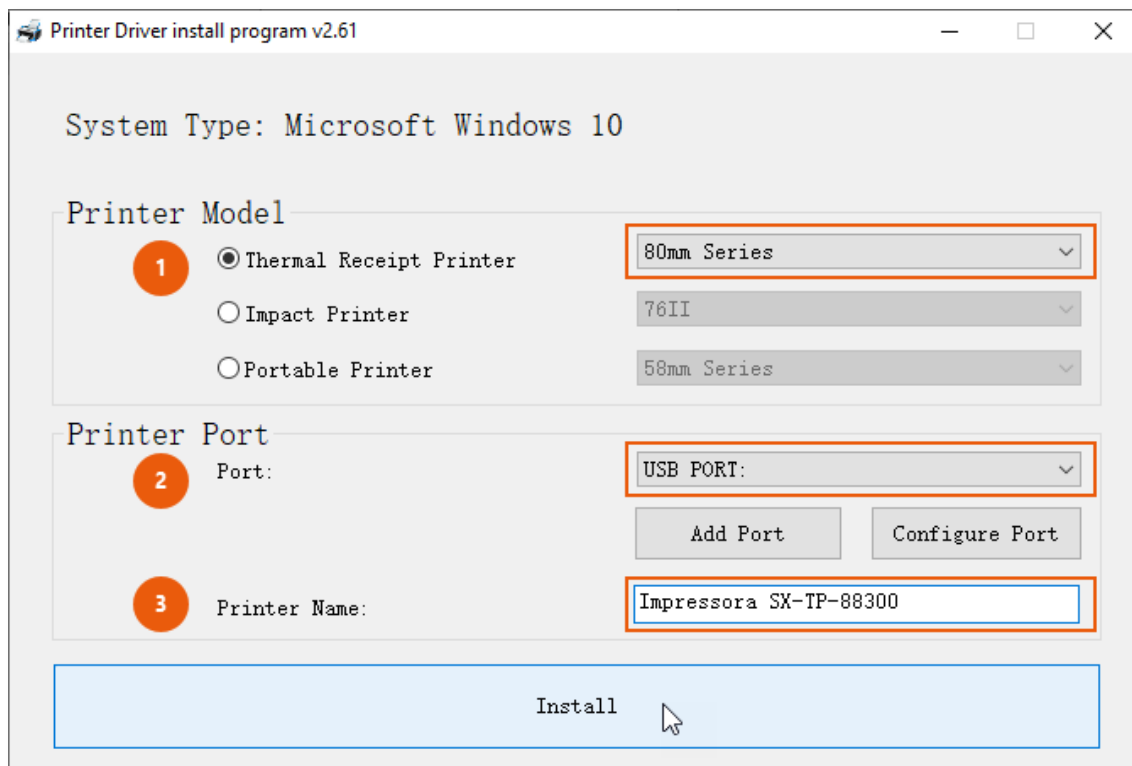 Printer Driver install program v2.61
System Type: Microsoft Windows 10
Printer Model
1 Thermal Receipt Printer 80mm Series
Impact Printer 76II
Portable Printer 58mm Series
Printer Port
2 Port: USB PORT:
Add Port Configure Port
3 Printer Name: Impressora SX-TP-88300
Install